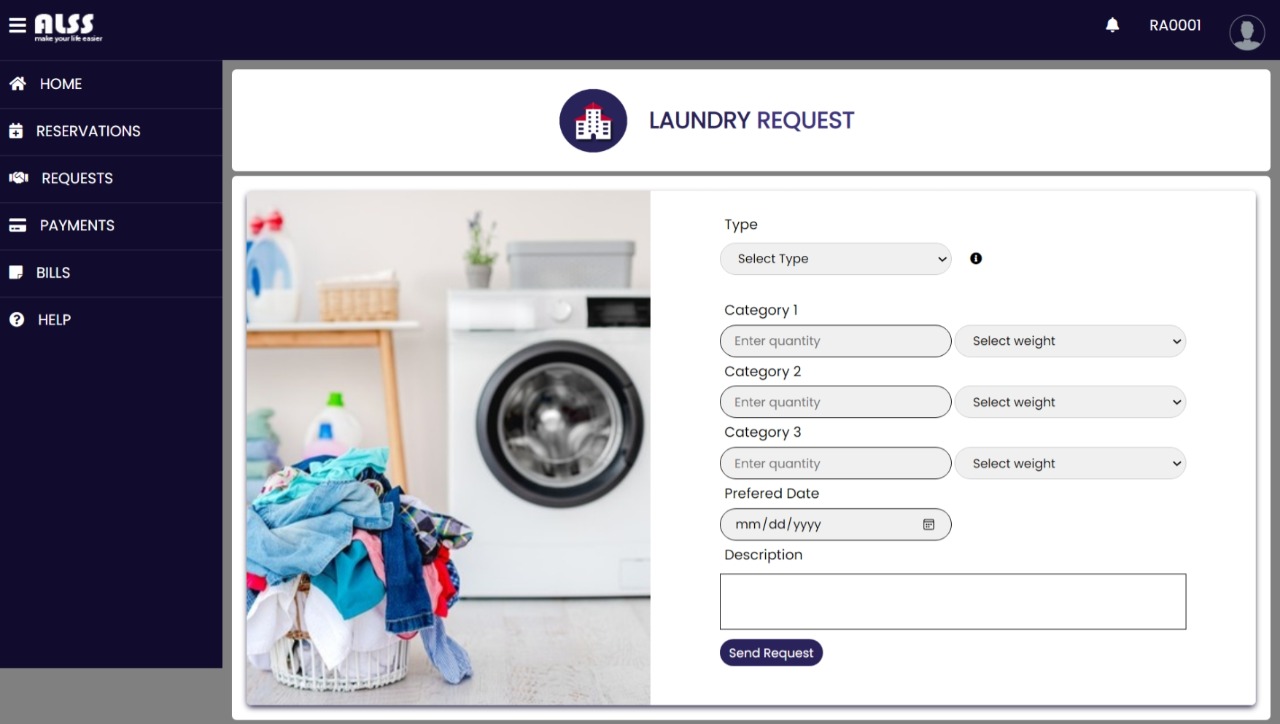 ALSS
make your life easier
RA0001
HOME
RESERVATIONS
REQUESTS
PAYMENTS
BILLS
HELP
LAUNDRY REQUEST
Type
Select Type
Category 1
Enter quantity Select weight
Category 2
Enter quantity Select weight
Category 3
Enter quantity Select weight
Prefered Date
mm/dd/yyyy
Description
Send Request